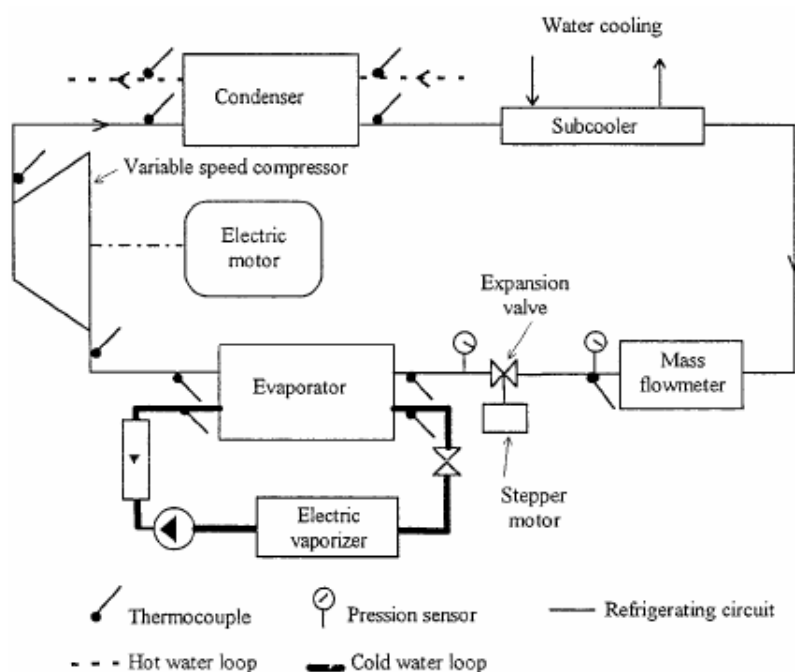 Water cooling
Condenser
Subcooler
Variable speed compressor
Electric
motor
Expansion
valve
Evaporator
Mass
flowmeter
Stepper
motor
Electric
vaporizer
Thermocouple
Pression sensor
Refrigerating circuit
Hot water loop
Cold water loop